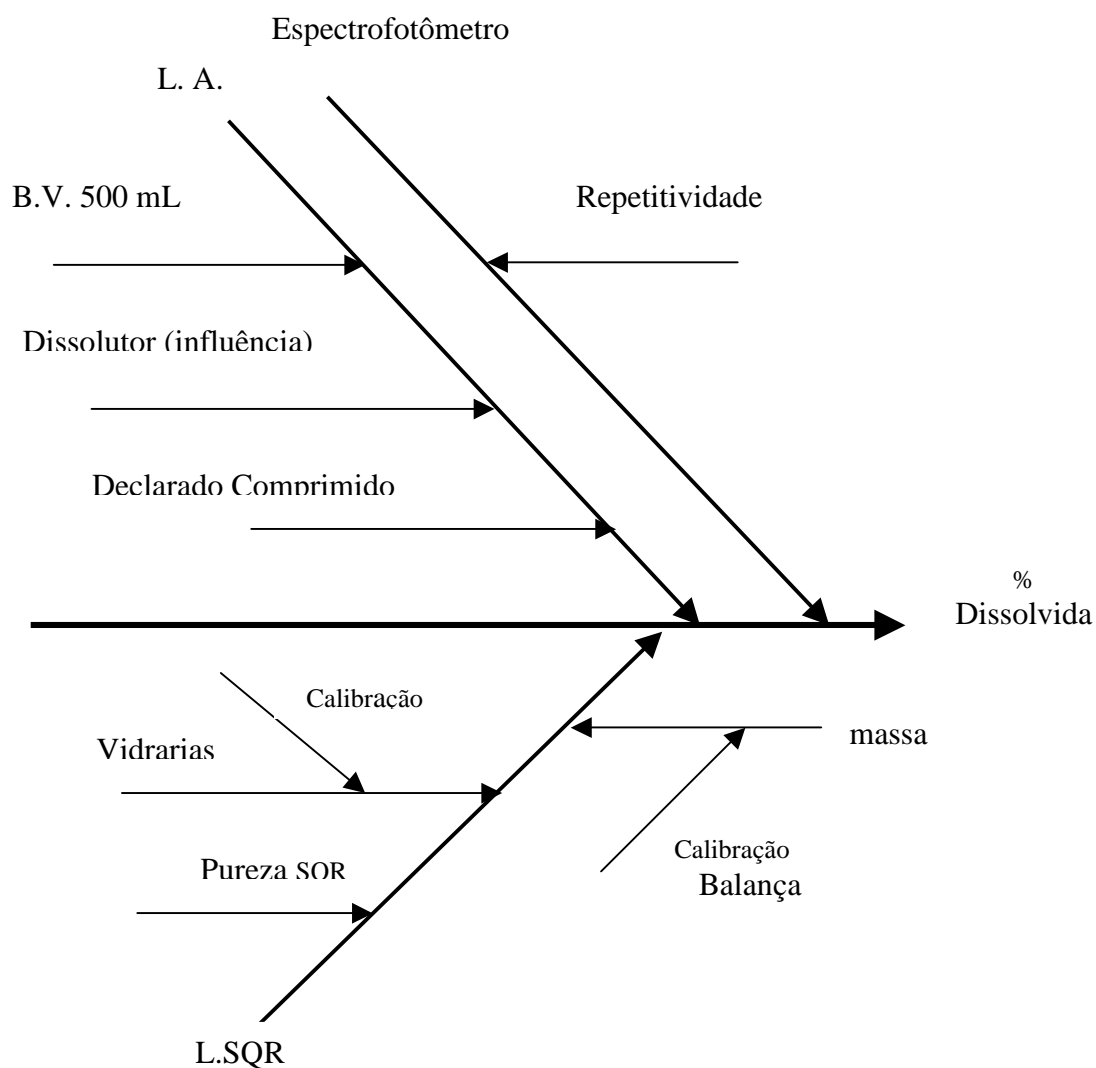 Espectrofotômetro
L. A.
B.V. 500 mL
Repetitividade
Dissolutor (influência)
Declarado Comprimido
%
Dissolvida
Calibração
Vidrarias
massa
Pureza SQR
Calibração
Balança
L.SQR